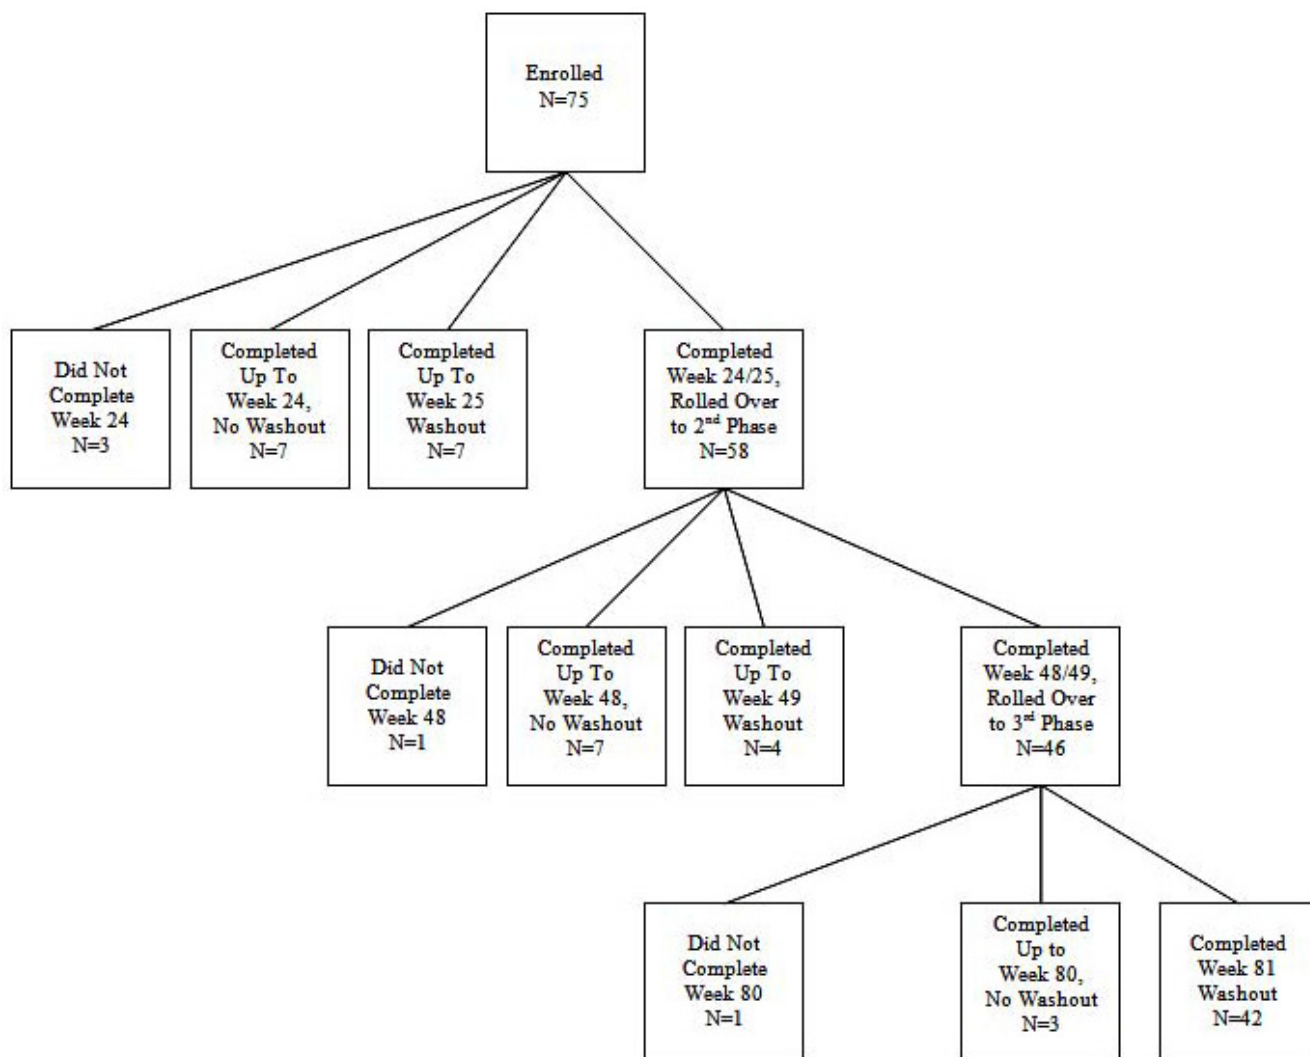 Enrolled
N=75
Did Not
Complete
Week 24
N=3
Completed
Up To
Week 24,
No Washout
N=7
Completed
Up To
Week 25
Washout
N=7
Completed
Week 24/25,
Rolled Over
to 2nd Phase
N=58
Did Not
Complete
Week 48
N=1
Completed
Up To
Week 48,
No Washout
N=7
Completed
Up To
Week 49
Washout
N=4
Completed
Week 48/49,
Rolled Over
to 3rd Phase
N=46
Did Not
Complete
Week 80
N=1
Completed
Up to
Week 80,
No Washout
N=3
Completed
Week 81
Washout
N=42